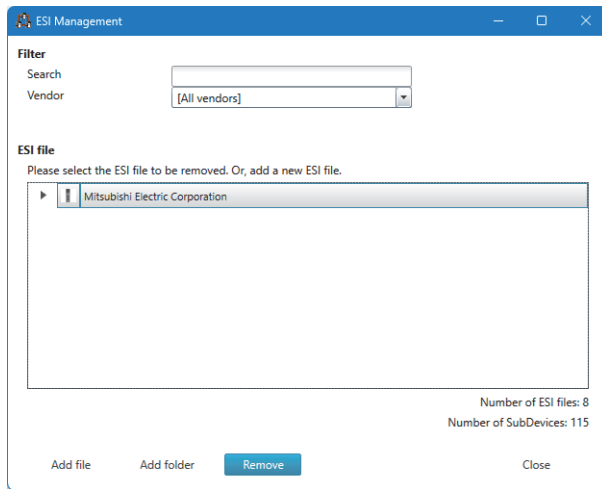 ESI Management
Filter
Search
Vendor [All vendors]
ESI file
Please select the ESI file to be removed. Or, add a new ESI file.
Mitsubishi Electric Corporation
Number of ESI files: 8
Number of SubDevices: 115
Add file Add folder Remove Close